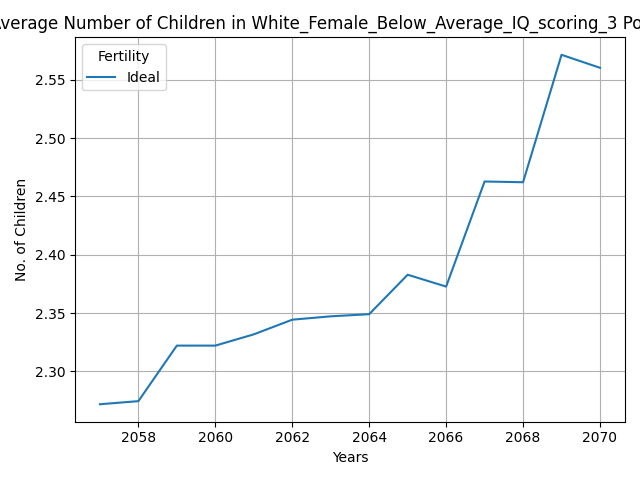 Average Number of Children in White_Female_Below_Average_IQ_scoring_3 Po
Fertility
Ideal
No. of Children
2.55
2.50
2.45
2.40
2.35
2.30
2058 2060 2062 2064 2066 2068 2070
Years